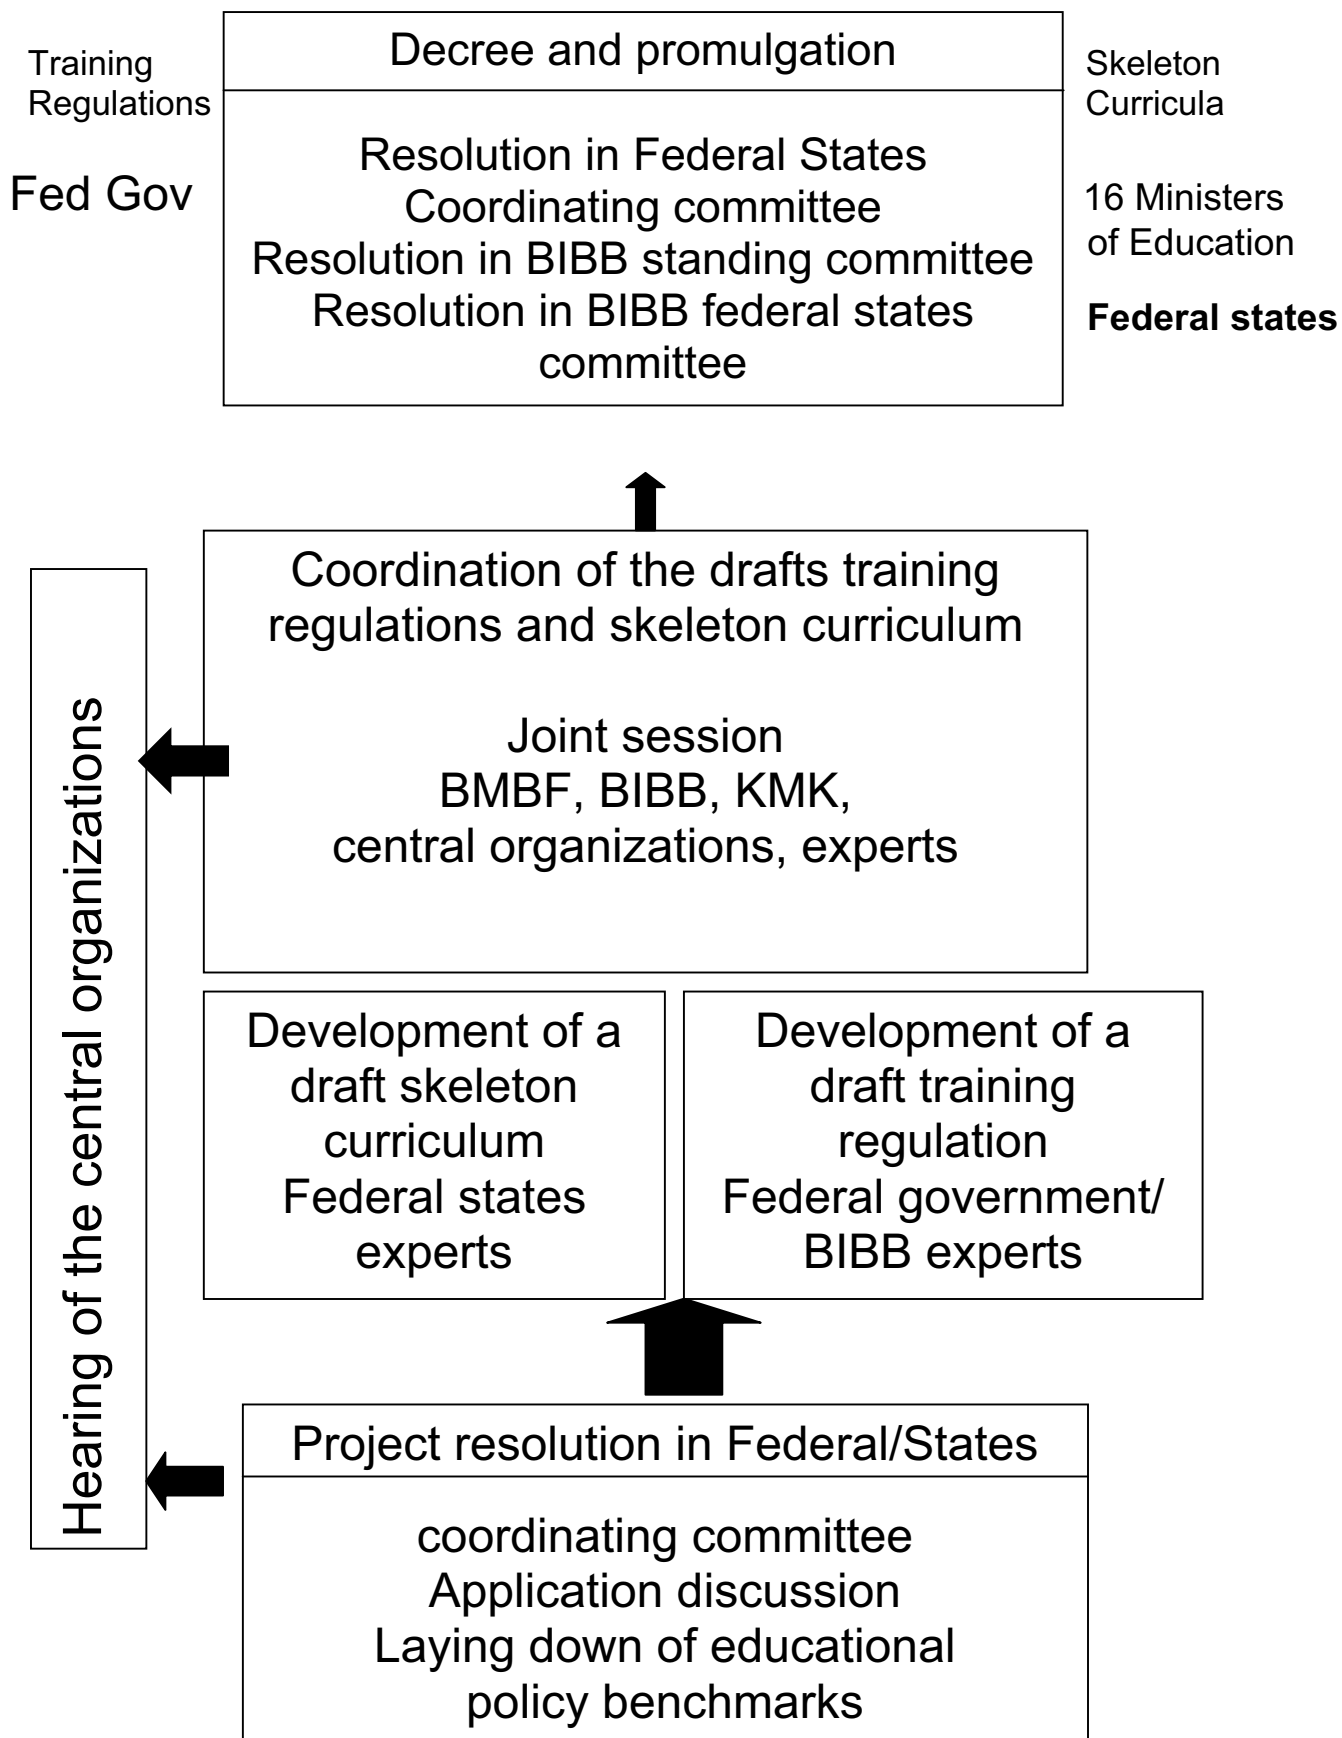 Training
Regulations
Fed Gov
Decree and promulgation
Resolution in Federal States
Coordinating committee
Resolution in BIBB standing committee
Resolution in BIBB federal states
committee
Skeleton
Curricula
16 Ministers
of Education
Federal states
Hearing of the central organizations
Coordination of the drafts training
regulations and skeleton curriculum
Joint session
BMBF, BIBB, KMK,
central organizations, experts
Development of a
draft skeleton
curriculum
Federal states
experts
Development of a
draft training
regulation
Federal government/
BIBB experts
Project resolution in Federal/States
coordinating committee
Application discussion
Laying down of educational
policy benchmarks